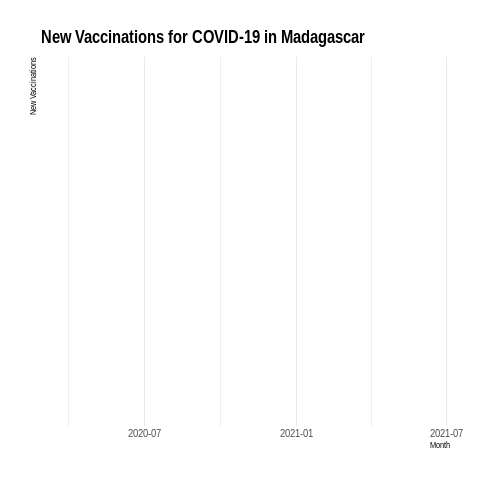 New Vaccinations for COVID-19 in Madagascar
New Vaccinations
2020-07
2021-01
2021-07
Month